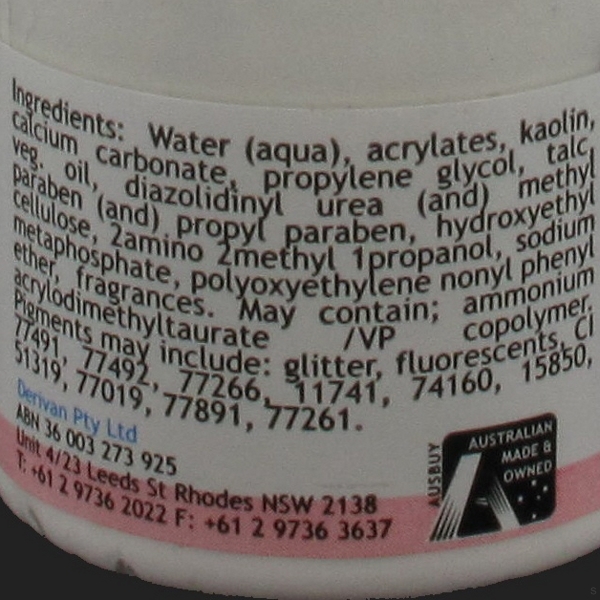 Ingredients: Water (aqua), acrylates, kaolin,
calcium carbonate, propylene glycol, talc,
veg. oil, diazolidinyl urea (and) methyl
paraben (and) propyl paraben, hydroxyethyl
cellulose, 2amino 2methyl 1propanol, sodium
metaphosphate, polyoxyethylene nonyl phenyl
ether, fragrances. May contain; ammonium
acrylodimethyltaurate /VP copolymer.
Pigments may include: glitter, fluorescents, CI
77491, 77492, 77266, 11741, 74160, 15850,
51319, 77019, 77891, 77261.
Derivan Pty Ltd
ABN 36 003 273 925
Unit 4/23 Leeds St Rhodes NSW 2138
T: +61 2 9736 2022 F: +61 2 9736 3637
AUSBUY
AUSTRALIAN
MADE &
OWNED